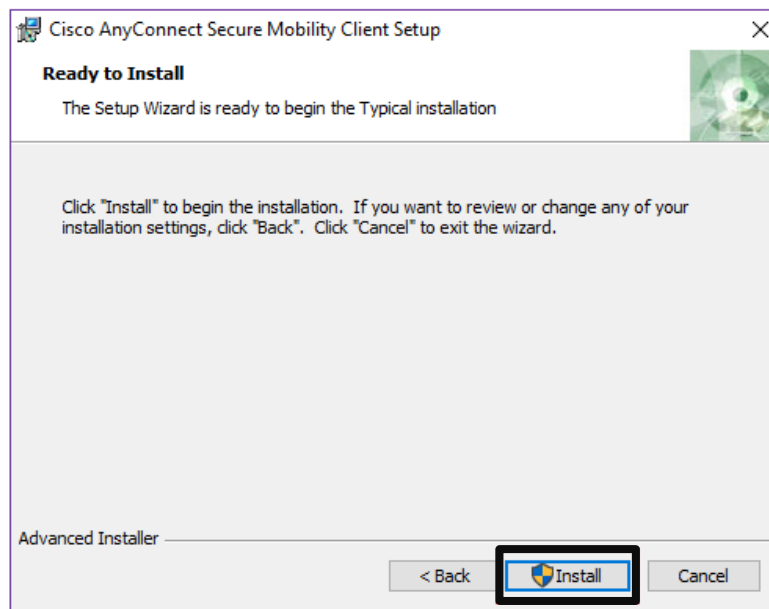 Cisco AnyConnect Secure Mobility Client Setup
Ready to Install
The Setup Wizard is ready to begin the Typical installation
Click "Install" to begin the installation.  If you want to review or change any of your
installation settings, click "Back".  Click "Cancel" to exit the wizard.
Advanced Installer
< Back Install Cancel